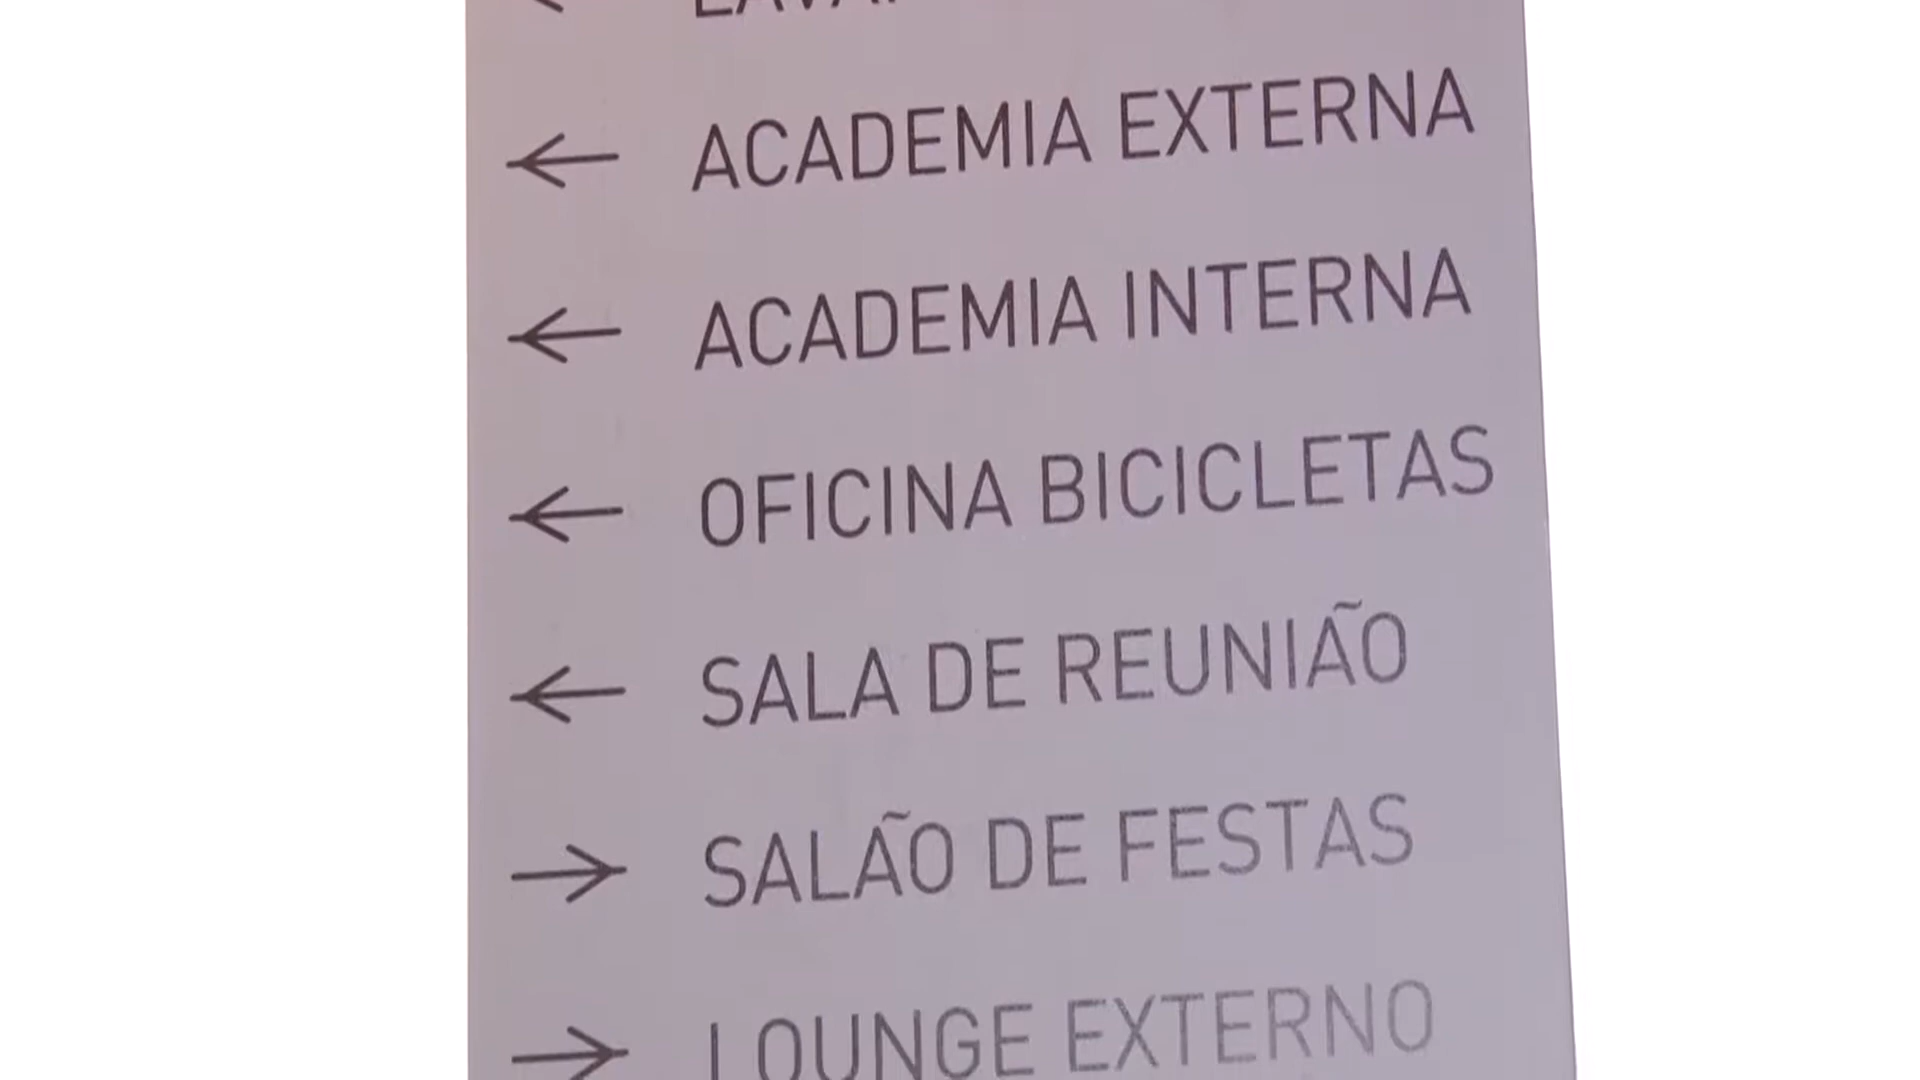 ← ACADEMIA EXTERNA
← ACADEMIA INTERNA
← OFICINA BICICLETAS
← SALA DE REUNIÃO
→ SALÃO DE FESTAS
→ LOUNGE EXTERNO